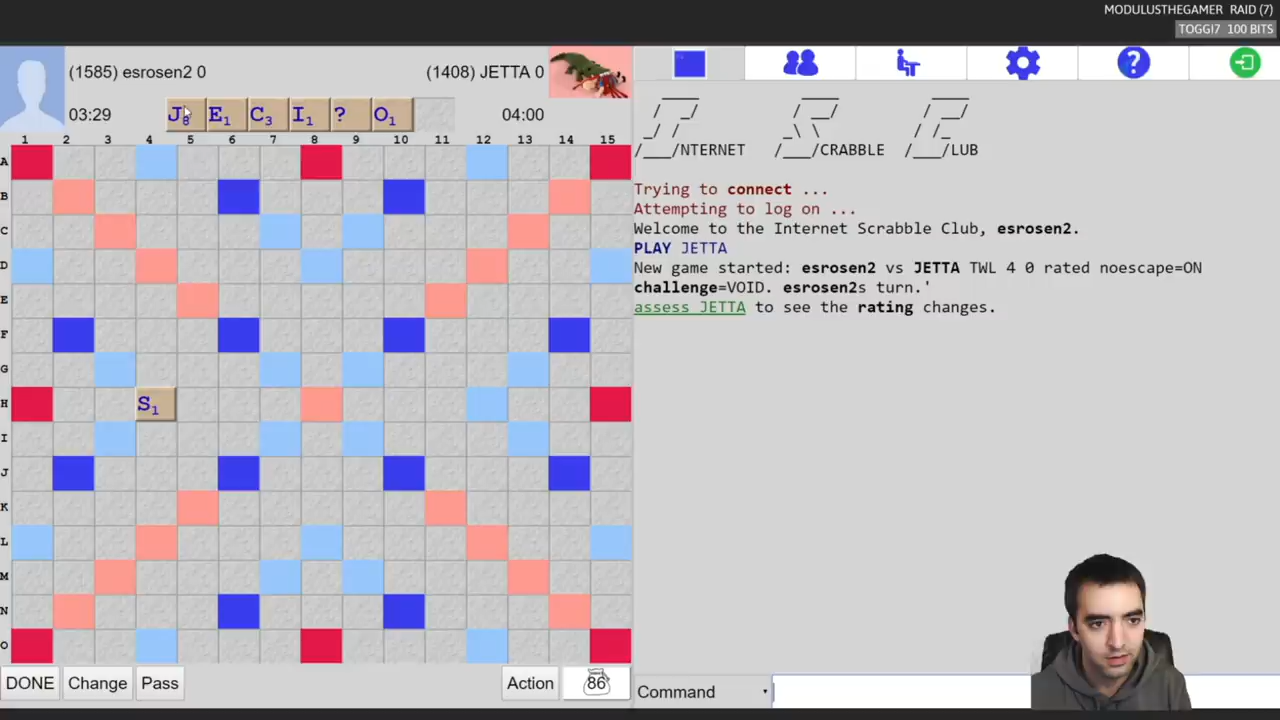 MODULUSTHEGAMER RAID (7)
TOGGI7 100 BITS
(1585) esrosen2 0
(1408) JETTA 0
03:29
J8 E1 C3 I1 ? O1
04:00
1 2 3 4 5 6 7 8 9 10 11 12 13 14 15
A
B
C
D
E
F
G
H
S1
I
J
K
L
M
N
O
DONE
Change
Pass
Action
86
/___/NTERNET /___/CRABBLE /___/LUB
Trying to connect ...
Attempting to log on ...
Welcome to the Internet Scrabble Club, esrosen2.
PLAY JETTA
New game started: esrosen2 vs JETTA TWL 4 0 rated noescape=ON
challenge=VOID. esrosen2s turn.'
assess JETTA to see the rating changes.
?
Command